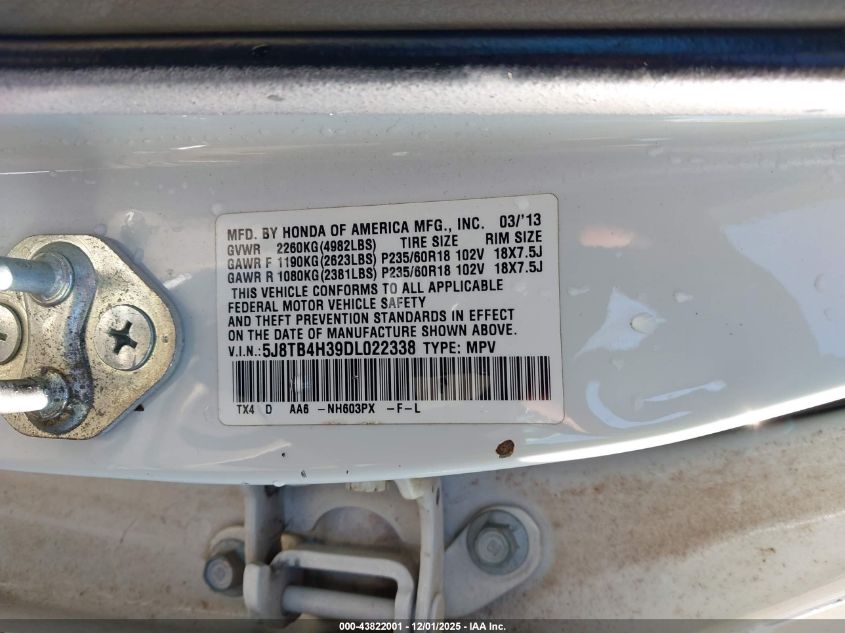 MFD. BY HONDA OF AMERICA MFG., INC. 03/'13
GVWR 2260KG(4982LBS) TIRE SIZE RIM SIZE
GAWR F 1190KG(2623LBS) P235/60R18 102V 18X7.5J
GAWR R 1080KG(2381LBS) P235/60R18 102V 18X7.5J
THIS VEHICLE CONFORMS TO ALL APPLICABLE
FEDERAL MOTOR VEHICLE SAFETY
AND THEFT PREVENTION STANDARDS IN EFFECT
ON THE DATE OF MANUFACTURE SHOWN ABOVE.
V.I.N.:5J8TB4H39DL022338 TYPE: MPV
TX4 D AA6 -NH603PX -F-L
000-43822001 - 12/01/2025 - IAA Inc.